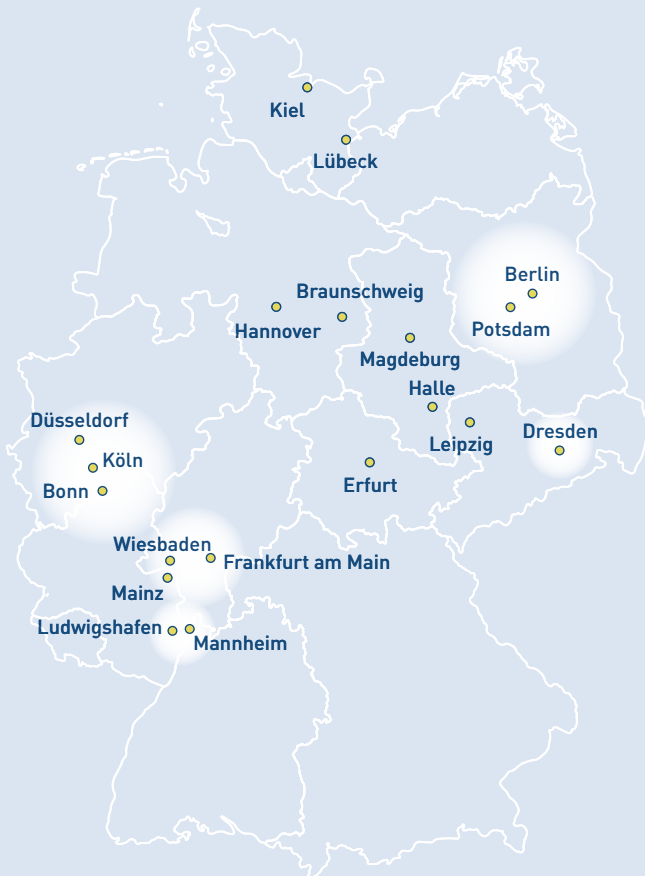 Kiel
Lübeck
Berlin
Braunschweig
Potsdam
Hannover
Magdeburg
Halle
Düsseldorf
Dresden
Leipzig
Köln
Erfurt
Bonn
Wiesbaden
Frankfurt am Main
Mainz
Ludwigshafen
Mannheim